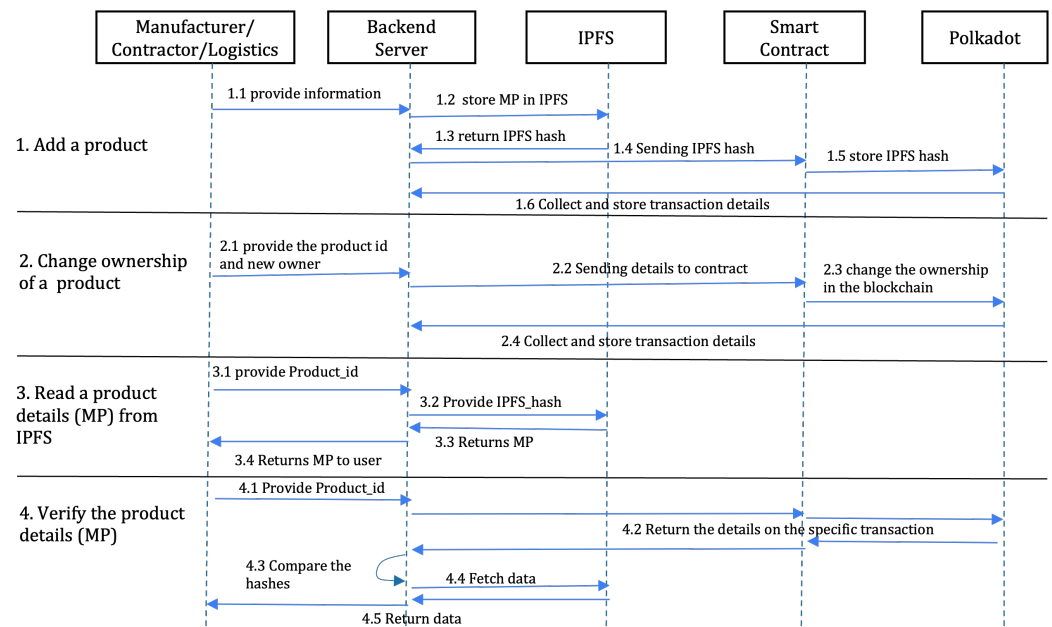 Manufacturer/
Contractor/Logistics
Backend
Server
IPFS
Smart
Contract
Polkadot
1.1 provide information
1.2 store MP in IPFS
1.3 return IPFS hash
1. Add a product
1.4 Sending IPFS hash
1.5 store IPFS hash
1.6 Collect and store transaction details
2. Change ownership
of a product
2.1 provide the product id
and new owner
2.2 Sending details to contract
2.3 change the ownership
in the blockchain
2.4 Collect and store transaction details
3. Read a product
details (MP) from
IPFS
3.1 provide Product_id
3.2 Provide IPFS_hash
3.3 Returns MP
3.4 Returns MP to user
4. Verify the product
details (MP)
4.1 Provide Product_id
4.2 Return the details on the specific transaction
4.3 Compare the
hashes
4.4 Fetch data
4.5 Return data